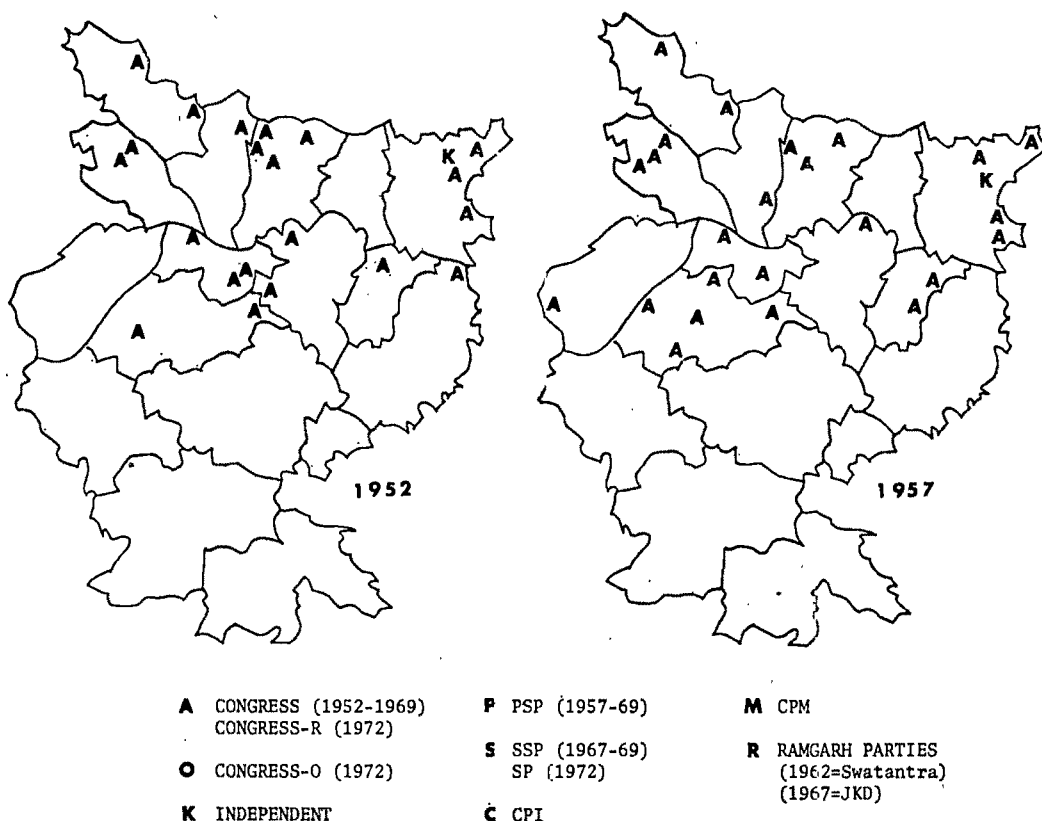 A
A
A A A
A A K A
A A A
A
A A
A A A
A A
A
A
1952
A
A
A A A
A A A
A A K
A
A
A A A
A A A
A A A
A A
A
1957
A CONGRESS (1952-1969)
CONGRESS-R (1972)
O CONGRESS-O (1972)
K INDEPENDENT
P PSP (1957-69)
S SSP (1967-69)
SP (1972)
C CPI
M CPM
R RAMGARH PARTIES
(1962=Swatantra)
(1967=JKD)